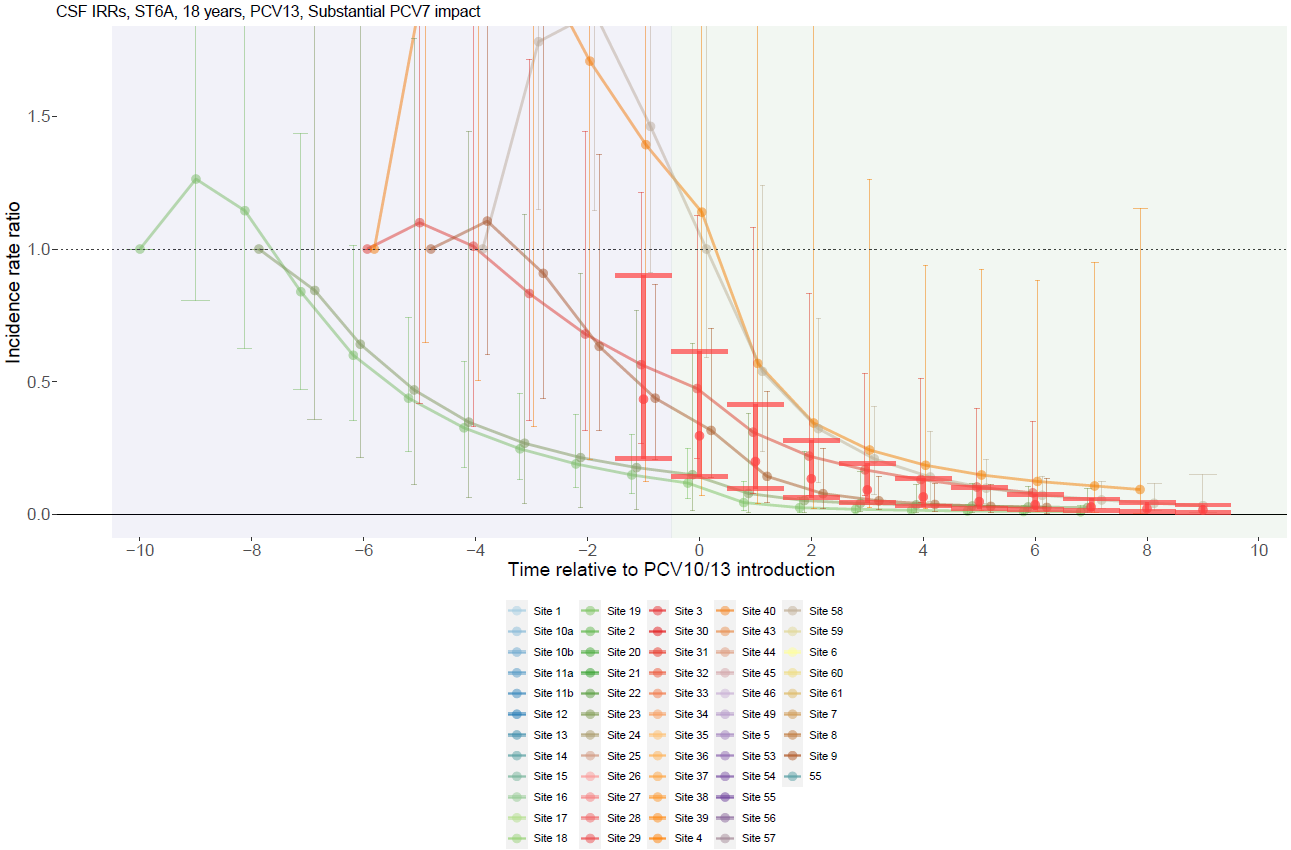 CSF IRRs, ST6A, 18 years, PCV13, Substantial PCV7 impact
Incidence rate ratio
1.5
1.0
0.5
0.0
−10 −8 −6 −4 −2 0 2 4 6 8 10
Time relative to PCV10/13 introduction
Site 1 Site 19 Site 3 Site 40 Site 58
Site 10a Site 2 Site 30 Site 43 Site 59
Site 10b Site 20 Site 31 Site 44 Site 6
Site 11a Site 21 Site 32 Site 45 Site 60
Site 11b Site 22 Site 33 Site 46 Site 61
Site 12 Site 23 Site 34 Site 49 Site 7
Site 13 Site 24 Site 35 Site 5 Site 8
Site 14 Site 25 Site 36 Site 53 Site 9
Site 15 Site 26 Site 37 Site 54 55
Site 16 Site 27 Site 38 Site 55
Site 17 Site 28 Site 39 Site 56
Site 18 Site 29 Site 4 Site 57